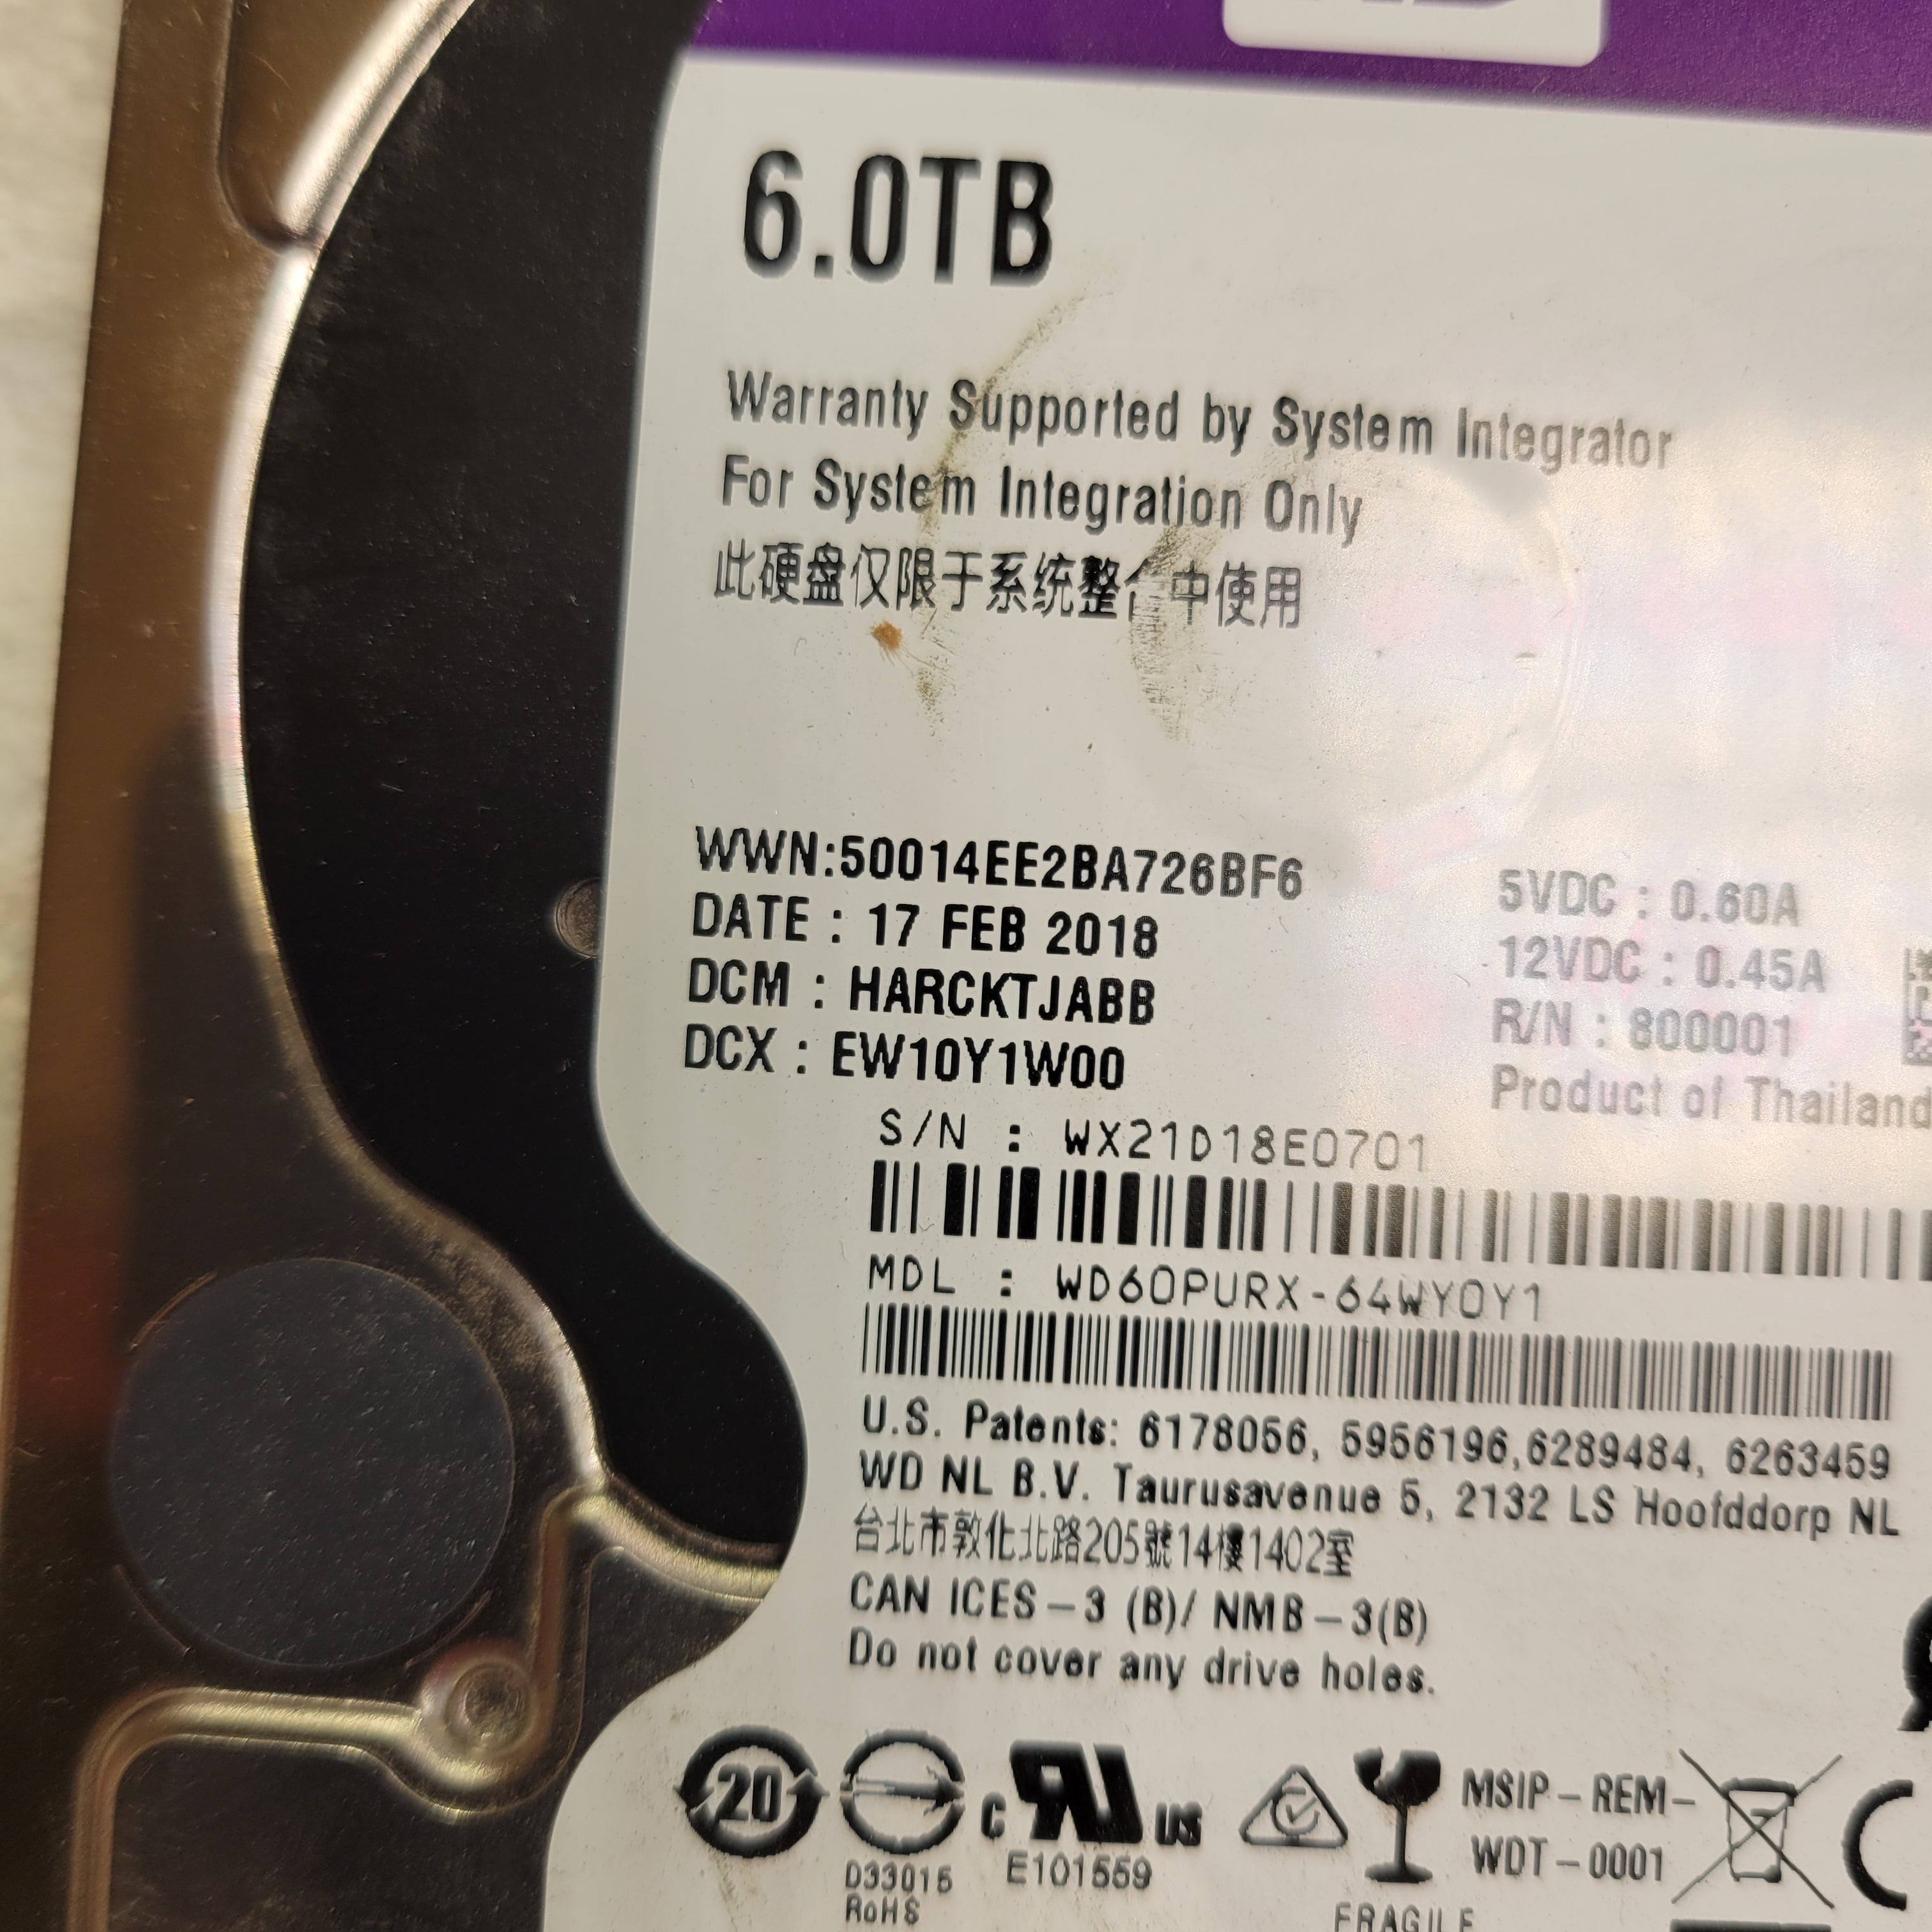 6.0TB
Warranty Supported by System Integrator
For System Integration Only
此硬盘仅限于系统整合中使用
WWN:50014EE2BA726BF6
DATE : 17 FEB 2018
DCM : HARCKTJABB
DCX : EW10Y1W00
5VDC : 0.60A
12VDC : 0.45A
R/N : 800001
Product of Thailand
S/N : WX21D18E0701
MDL : WD60PURX-64WY0Y1
U.S. Patents: 6178056, 5956196,6289484, 6263459
WD NL B.V. Taurusavenue 5, 2132 LS Hoofddorp NL
台北市敦化北路205號14樓1402室
CAN ICES-3 (B)/ NMB-3(B)
Do not cover any drive holes.
20
D33015
RoHS
c RU us
E101559
FRAGILE
MSIP-REM-
WDT-0001